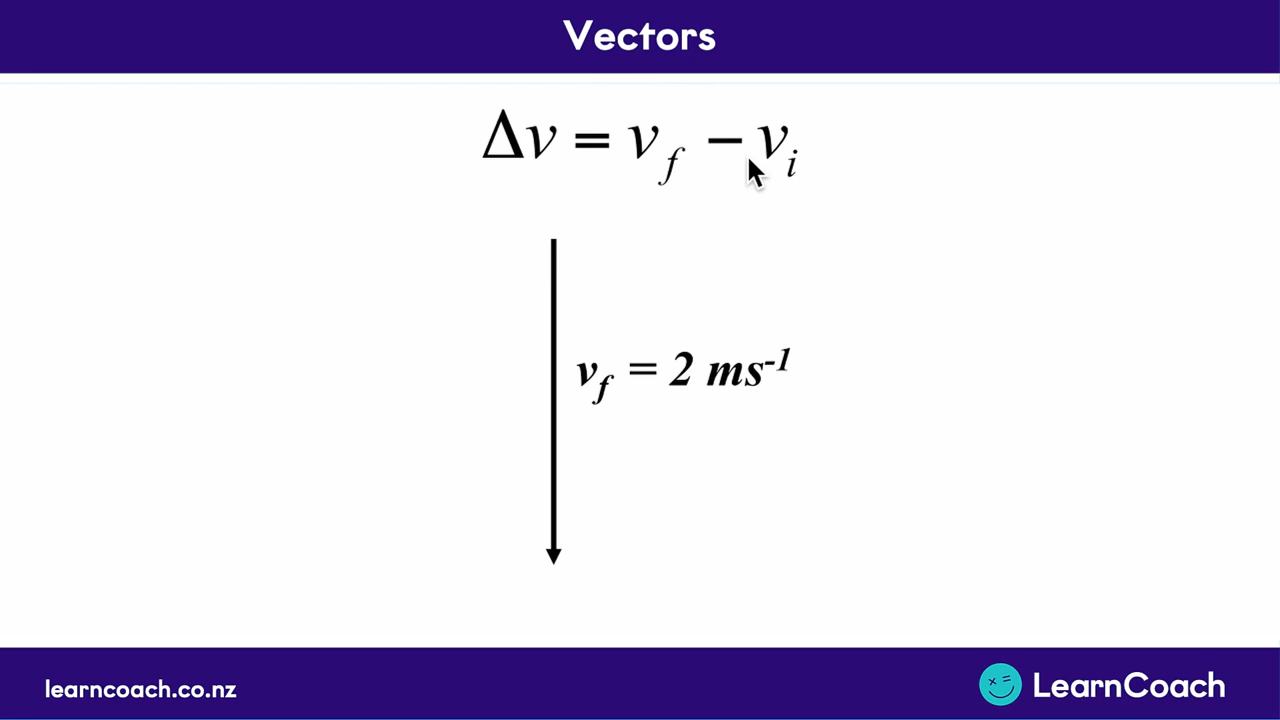 Vectors
Δv = v_f − v_i
v_f = 2 ms⁻¹
learncoach.co.nz
LearnCoach